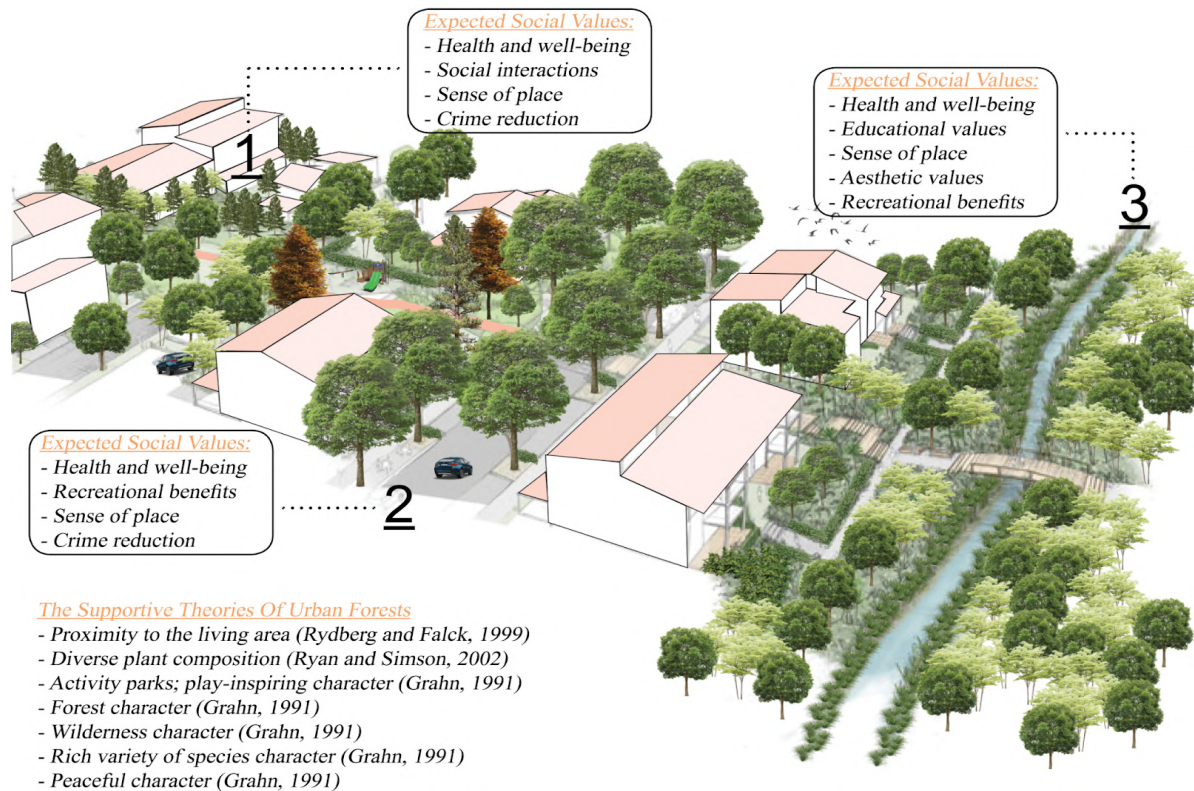 Expected Social Values:
- Health and well-being
- Social interactions
- Sense of place
- Crime reduction
1
Expected Social Values:
- Health and well-being
- Educational values
- Sense of place
- Aesthetic values
- Recreational benefits
3
Expected Social Values:
- Health and well-being
- Recreational benefits
- Sense of place
- Crime reduction
2
The Supportive Theories Of Urban Forests
- Proximity to the living area (Rydberg and Falck, 1999)
- Diverse plant composition (Ryan and Simson, 2002)
- Activity parks; play-inspiring character (Grahn, 1991)
- Forest character (Grahn, 1991)
- Wilderness character (Grahn, 1991)
- Rich variety of species character (Grahn, 1991)
- Peaceful character (Grahn, 1991)